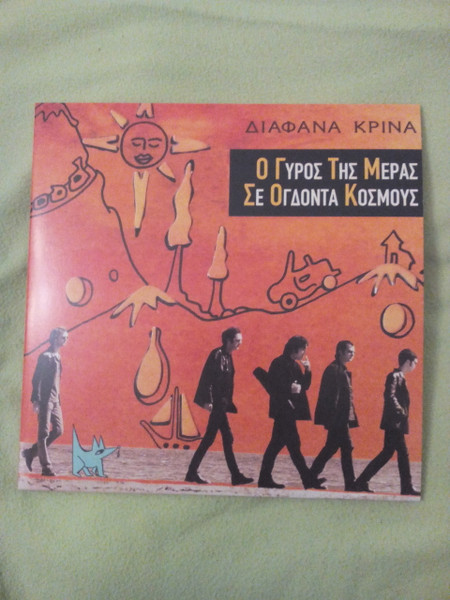 ΔΙΑΦΑΝΑ ΚΡΙΝΑ
Ο ΓΥΡΟΣ ΤΗΣ ΜΕΡΑΣ
ΣΕ ΟΓΔΟΝΤΑ ΚΟΣΜΟΥΣ